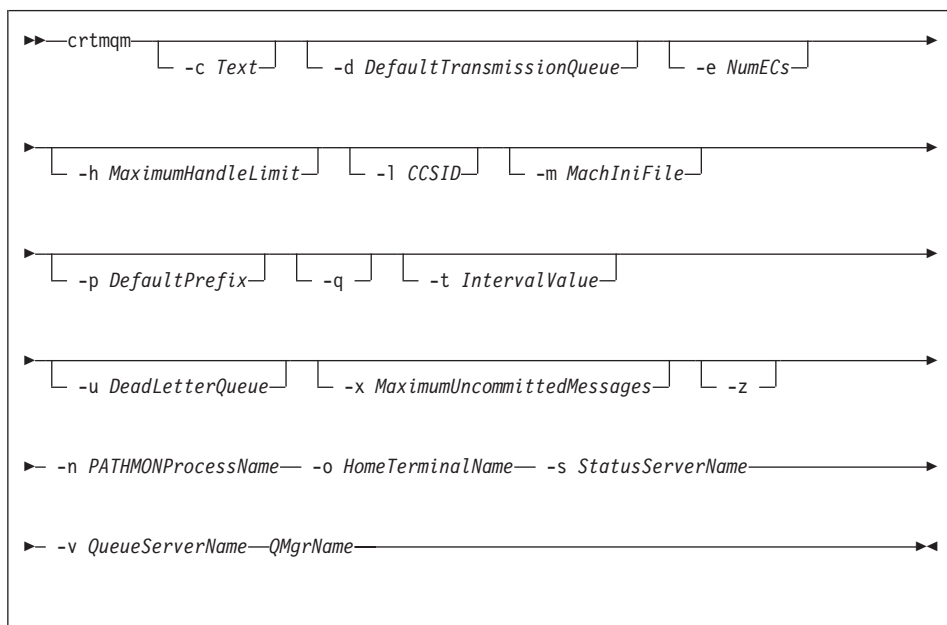 crtmqm
-c Text -d DefaultTransmissionQueue -e NumECs
-h MaximumHandleLimit -l CCSID -m MachIniFile
-p DefaultPrefix -q -t IntervalValue
-u DeadLetterQueue -x MaximumUncommittedMessages -z
-n PATHMONProcessName -o HomeTerminalName -s StatusServerName
-v QueueServerName QMgrName